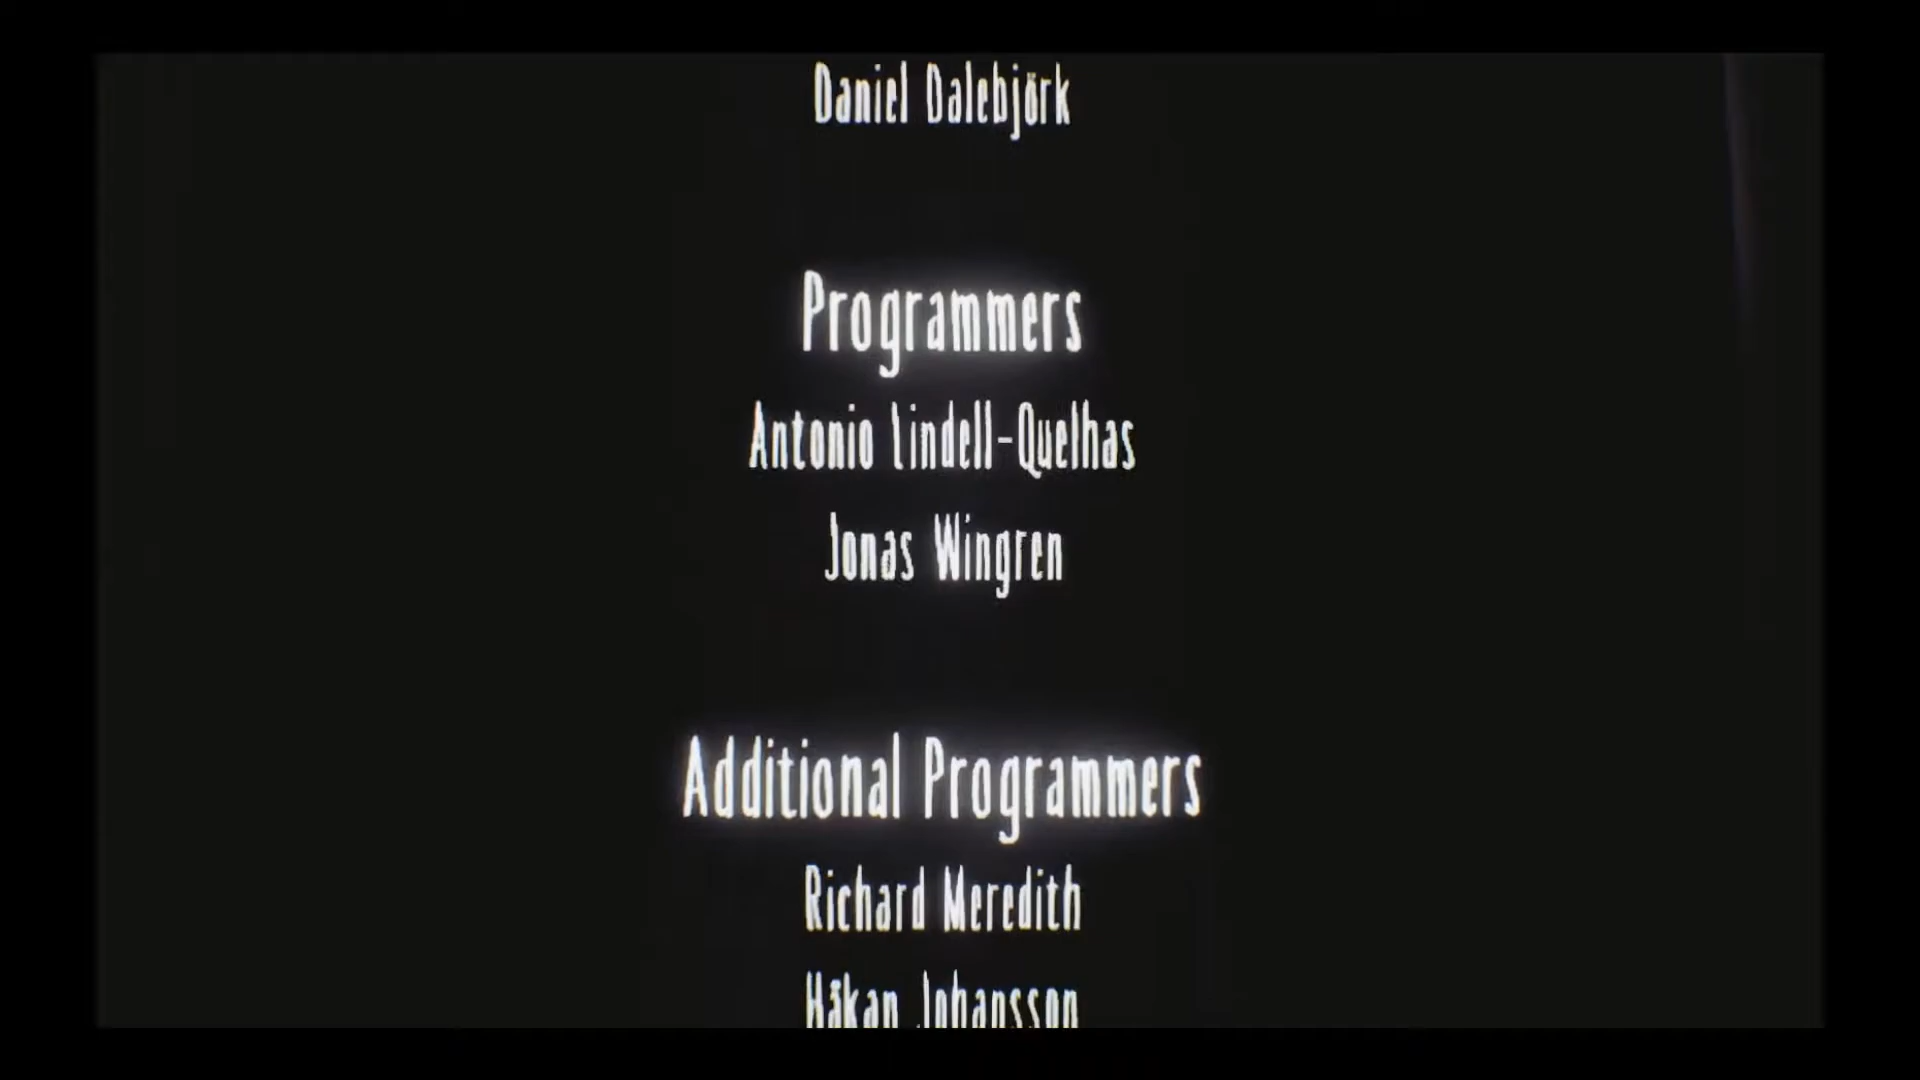 Daniel Dalebjörk
Programmers
Antonio Lindell-Quelhas
Jonas Wingren
Additional Programmers
Richard Meredith
Håkan Johansson